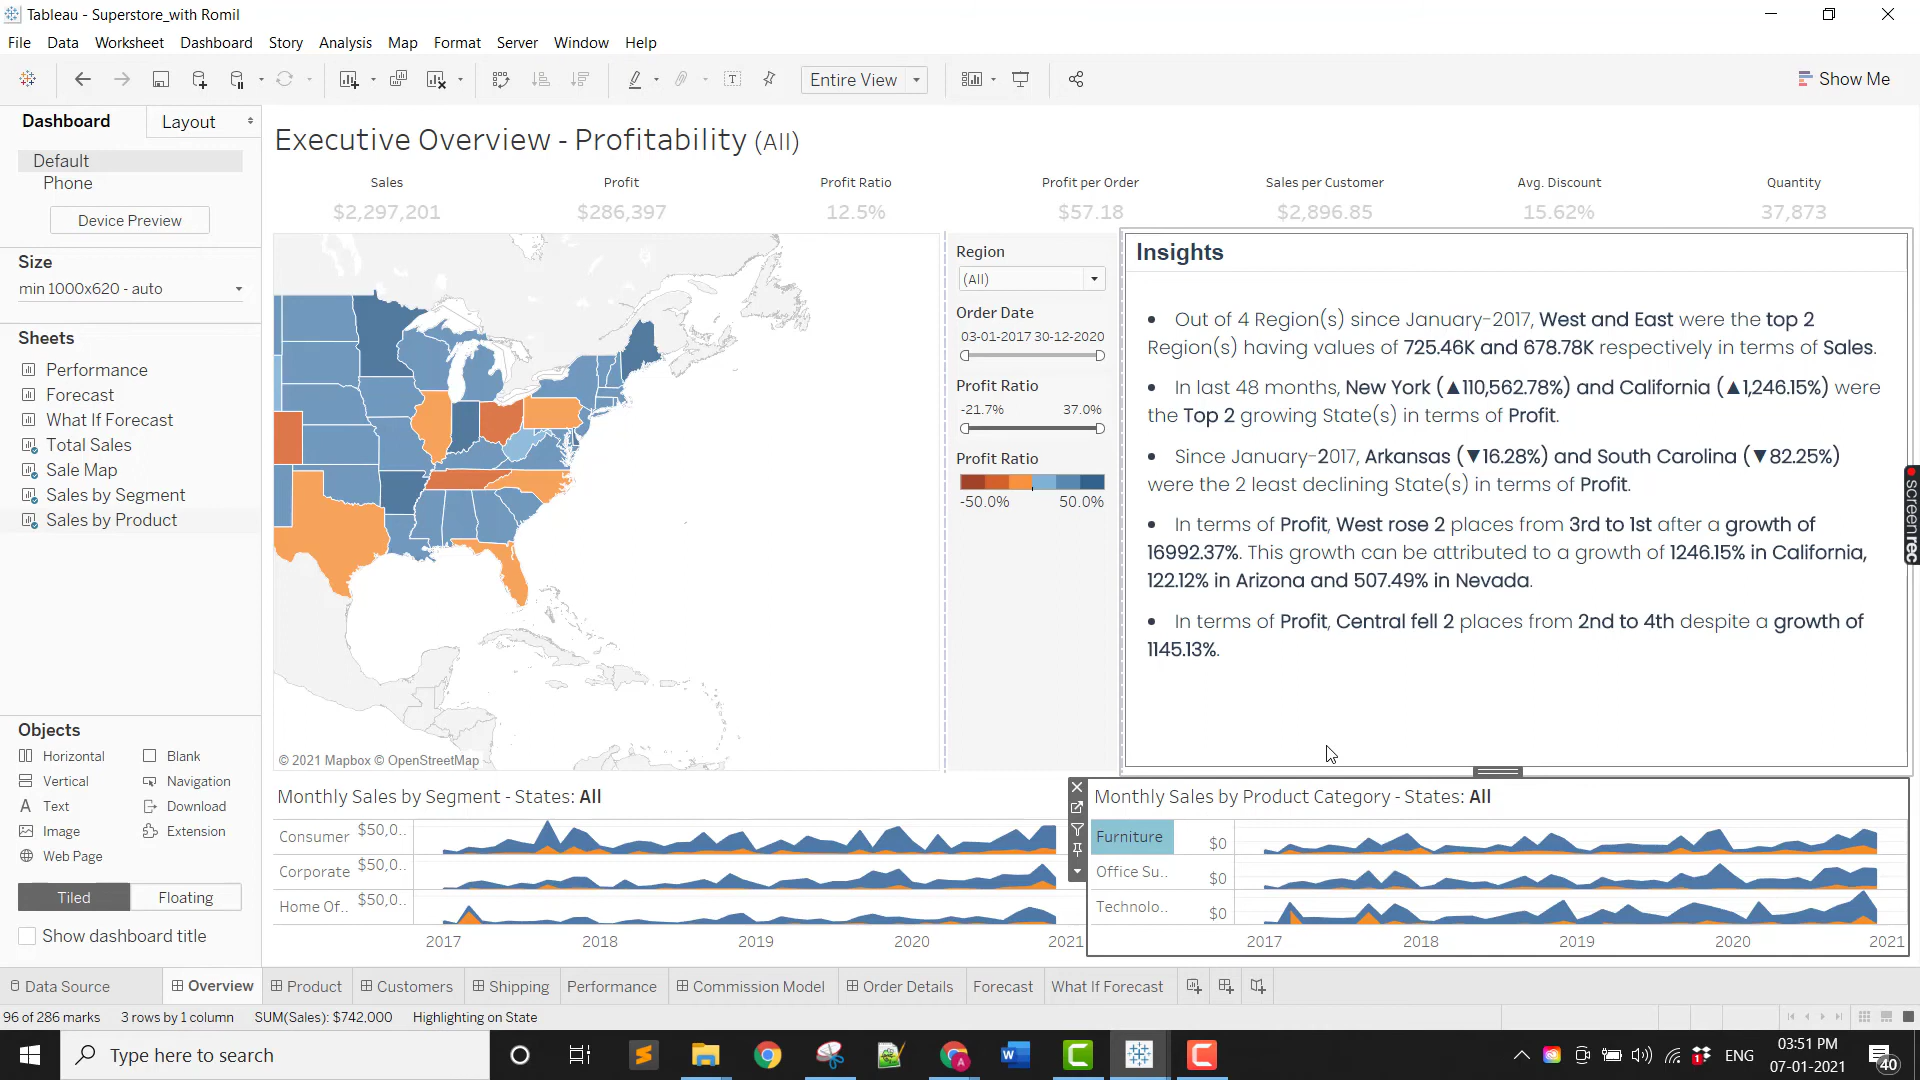 Tableau - Superstore_with Romil
File Data Worksheet Dashboard Story Analysis Map Format Server Window Help
Entire View
Show Me
Dashboard Layout
Default
Phone
Device Preview
Size
min 1000x620 - auto
Sheets
Performance
Forecast
What If Forecast
Total Sales
Sale Map
Sales by Segment
Sales by Product
Objects
Horizontal Blank
Vertical Navigation
Text Download
Image Extension
Web Page
Tiled Floating
Show dashboard title
Executive Overview - Profitability (All)
Sales Profit Profit Ratio Profit per Order Sales per Customer Avg. Discount Quantity
$2,297,201 $286,397 12.5% $57.18 $2,896.85 15.62% 37,873
© 2021 Mapbox © OpenStreetMap
Region
(All)
Order Date
03-01-2017 30-12-2020
Profit Ratio
-21.7% 37.0%
Profit Ratio
-50.0% 50.0%
Insights
• Out of 4 Region(s) since January-2017, West and East were the top 2
Region(s) having values of 725.46K and 678.78K respectively in terms of Sales.
• In last 48 months, New York (▲110,562.78%) and California (▲1,246.15%) were
the Top 2 growing State(s) in terms of Profit.
• Since January-2017, Arkansas (▼16.28%) and South Carolina (▼82.25%)
were the 2 least declining State(s) in terms of Profit.
• In terms of Profit, West rose 2 places from 3rd to 1st after a growth of
16992.37%. This growth can be attributed to a growth of 1246.15% in California,
122.12% in Arizona and 507.49% in Nevada.
• In terms of Profit, Central fell 2 places from 2nd to 4th despite a growth of
1145.13%.
screenrec
Monthly Sales by Segment - States: All
Consumer $50,0..
Corporate $50,0..
Home Of.. $50,0..
2017 2018 2019 2020 2021
Monthly Sales by Product Category - States: All
Furniture $0
Office Su.. $0
Technolo.. $0
2017 2018 2019 2020 2021
Data Source Overview Product Customers Shipping Performance Commission Model Order Details Forecast What If Forecast
96 of 286 marks 3 rows by 1 column SUM(Sales): $742,000 Highlighting on State
Type here to search
ENG
03:51 PM
07-01-2021
40